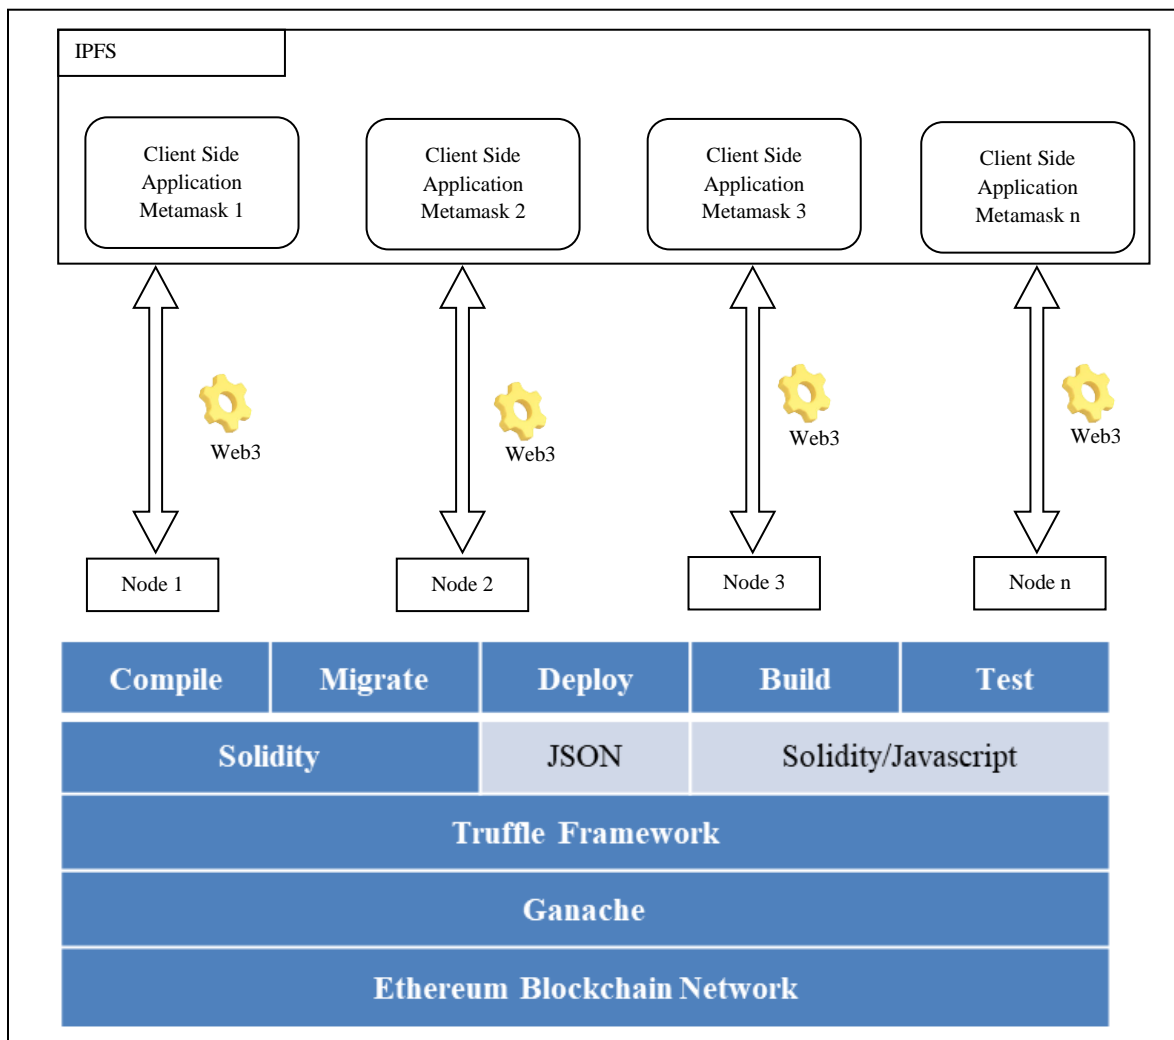 IPFS
Client Side
Application
Metamask 1
Client Side
Application
Metamask 2
Client Side
Application
Metamask 3
Client Side
Application
Metamask n
Web3
Web3
Web3
Web3
Node 1
Node 2
Node 3
Node n
Compile
Migrate
Deploy
Build
Test
Solidity
JSON
Solidity/Javascript
Truffle Framework
Ganache
Ethereum Blockchain Network